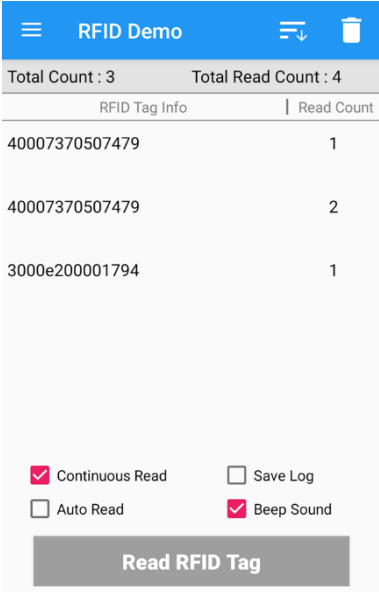 RFID Demo
Total Count : 3 Total Read Count : 4
RFID Tag Info | Read Count
40007370507479 1
40007370507479 2
3000e200001794 1
Continuous Read Save Log
Auto Read Beep Sound
Read RFID Tag